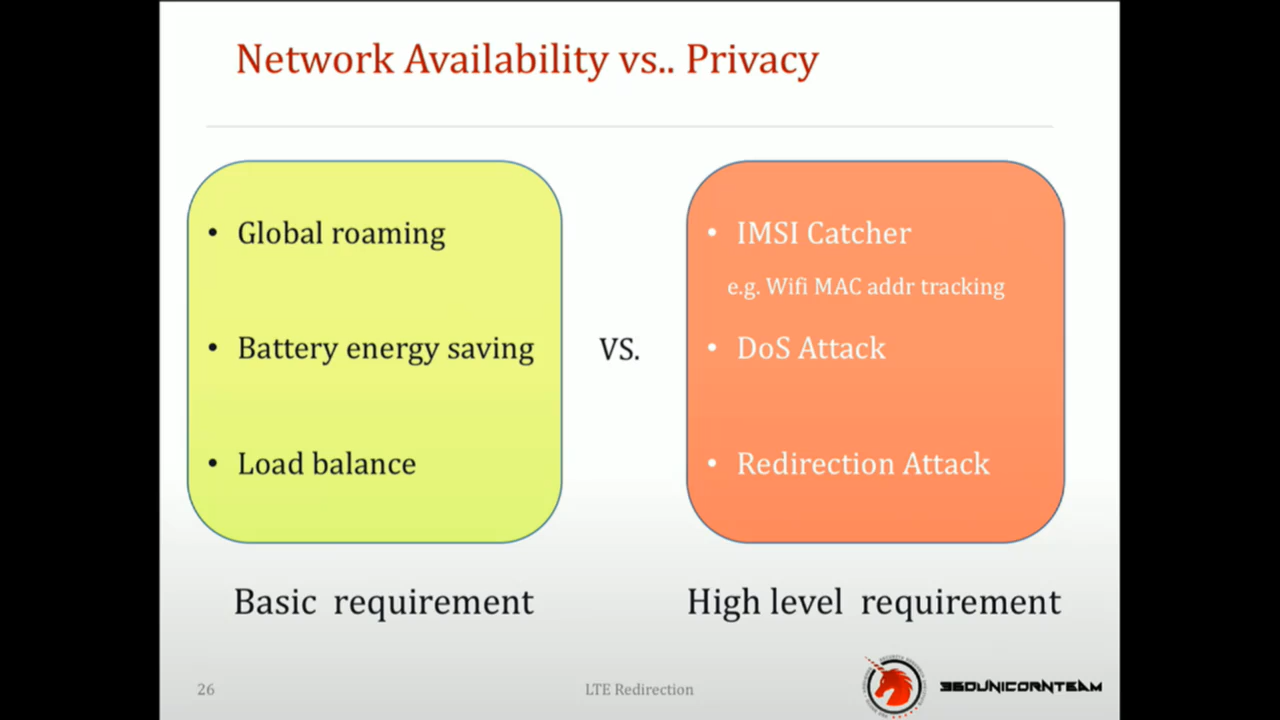 Network Availability vs.. Privacy
• Global roaming
• Battery energy saving
• Load balance
vs.
• IMSI Catcher
e.g. Wifi MAC addr tracking
• DoS Attack
• Redirection Attack
Basic requirement
High level requirement
26
LTE Redirection
360UNICORNTEAM